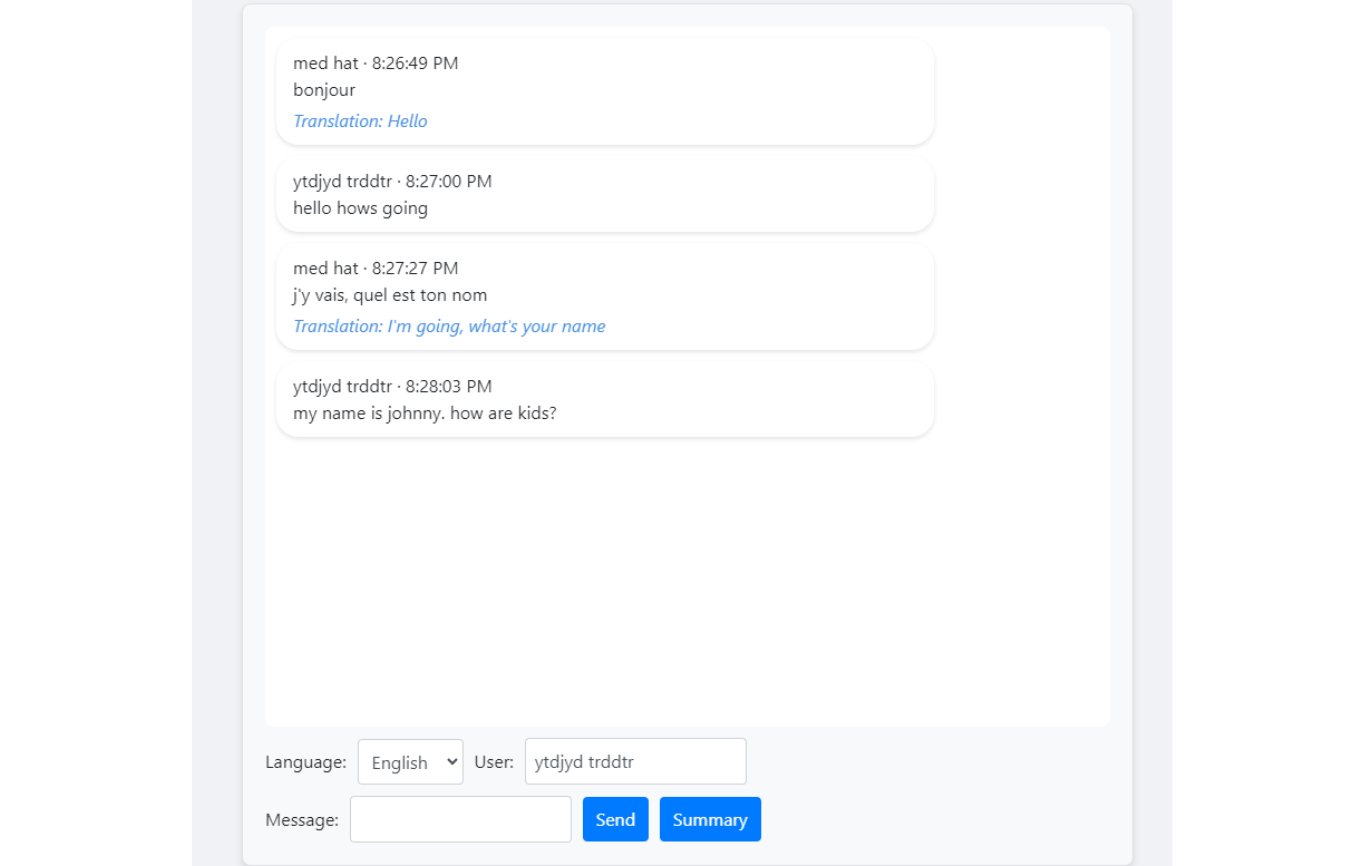 med hat · 8:26:49 PM
bonjour
Translation: Hello
ytdjyd trddtr · 8:27:00 PM
hello hows going
med hat · 8:27:27 PM
j'y vais, quel est ton nom
Translation: I'm going, what's your name
ytdjyd trddtr · 8:28:03 PM
my name is johnny. how are kids?
Language: English User: ytdjyd trddtr
Message: Send Summary